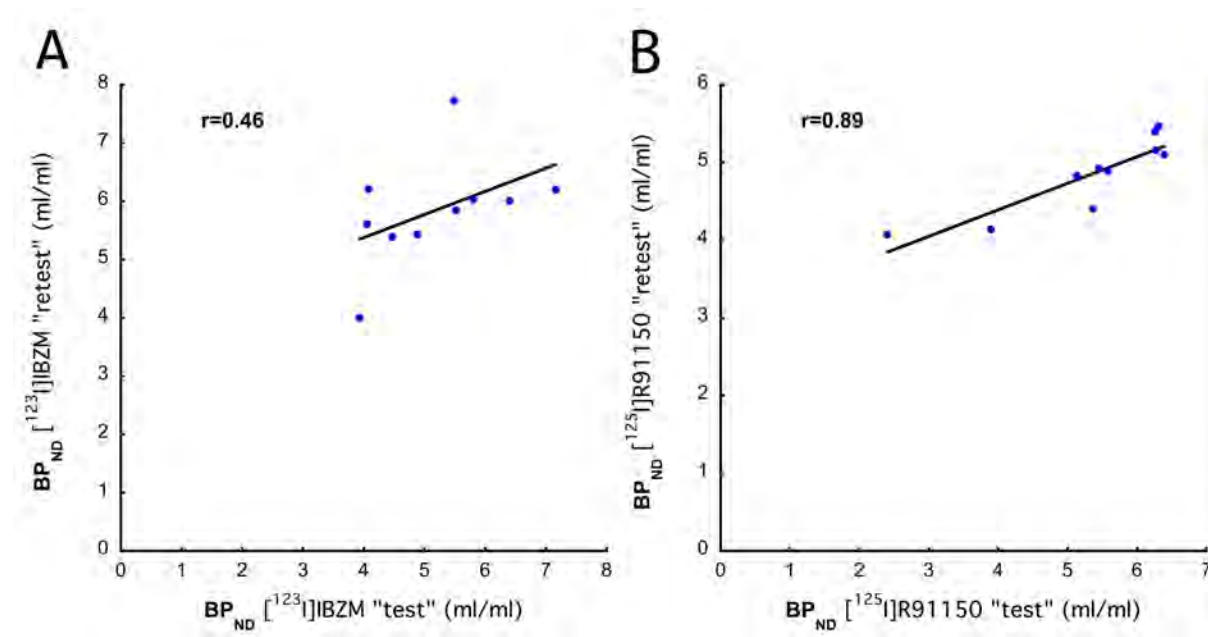 A
r=0.46
8
7
6
5
4
3
2
1
0
0 1 2 3 4 5 6 7 8
BP_ND [¹²³I]IBZM "retest" (ml/ml)
BP_ND [¹²³I]IBZM "test" (ml/ml)
B
r=0.89
6
5
4
3
2
1
0
0 1 2 3 4 5 6 7
BP_ND [¹²⁵I]R91150 "retest" (ml/ml)
BP_ND [¹²⁵I]R91150 "test" (ml/ml)